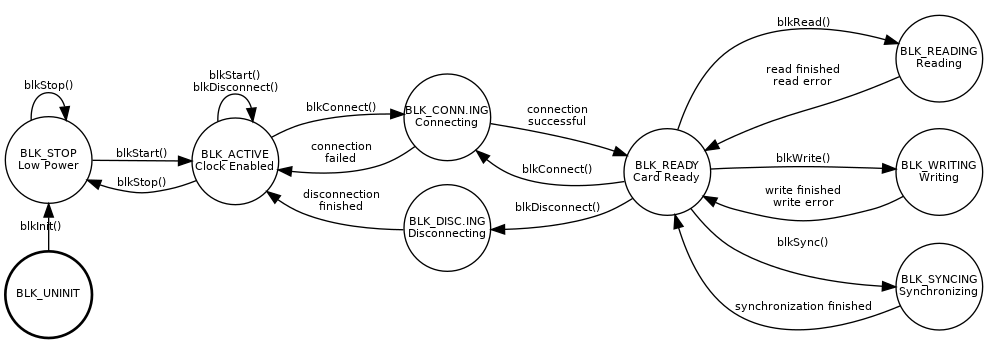 blkStop()
BLK_STOP
Low Power
blkInit()
BLK_UNINIT
blkStart()
blkStop()
blkStart()
blkDisconnect()
BLK_ACTIVE
Clock Enabled
blkConnect()
connection
failed
disconnection
finished
BLK_CONN.ING
Connecting
BLK_DISC.ING
Disconnecting
connection
successful
blkConnect()
blkDisconnect()
BLK_READY
Card Ready
blkRead()
read finished
read error
blkWrite()
write finished
write error
blkSync()
synchronization finished
BLK_READING
Reading
BLK_WRITING
Writing
BLK_SYNCING
Synchronizing